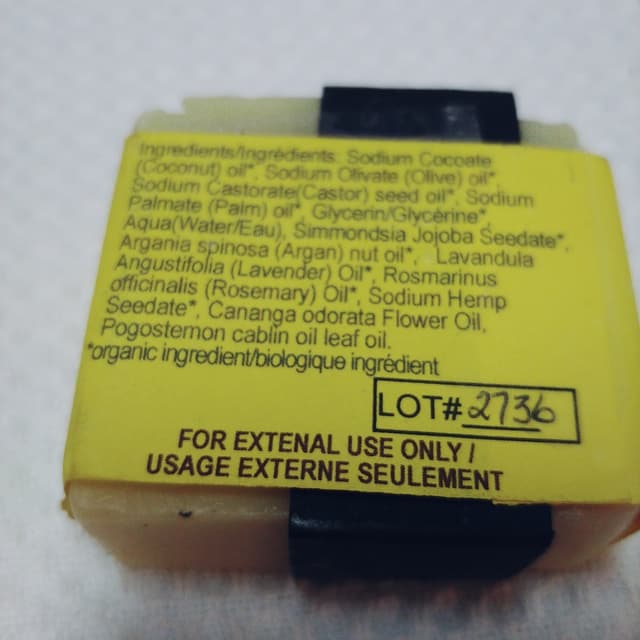 Ingredients/Ingrédients: Sodium Cocoate
(Coconut) oil*, Sodium Olivate (Olive) oil*,
Sodium Castorate(Castor) seed oil*, Sodium
Palmate (Palm) oil*, Glycerin/Glycérine*,
Aqua(Water/Eau), Simmondsia Jojoba Seedate*,
Argania spinosa (Argan) nut oil*, Lavandula
Angustifolia (Lavender) Oil*, Rosmarinus
officinalis (Rosemary) Oil*, Sodium Hemp
Seedate*, Cananga odorata Flower Oil,
Pogostemon cablin oil leaf oil.
*organic ingredient/biologique ingrédient
LOT# 2736
FOR EXTENAL USE ONLY /
USAGE EXTERNE SEULEMENT